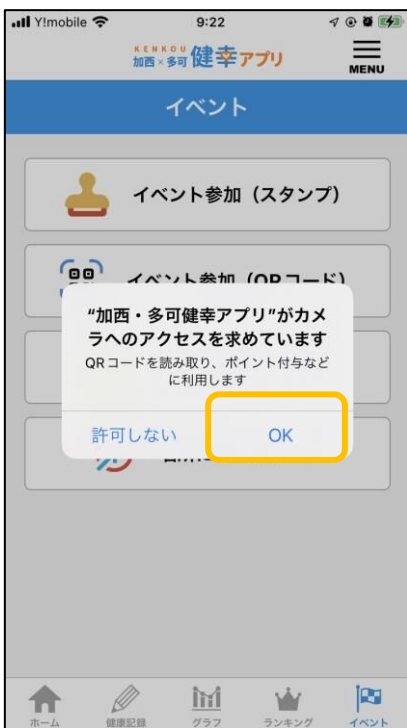 Y!mobile
9:22
KENKOU
加西×多可 健幸アプリ
MENU
イベント
イベント参加(スタンプ)
イベント参加(QRコード)
"加西・多可健幸アプリ"がカメ
ラへのアクセスを求めています
QRコードを読み取り、ポイント付与など
に利用します
許可しない
OK
ホーム
健康記録
グラフ
ランキング
イベント